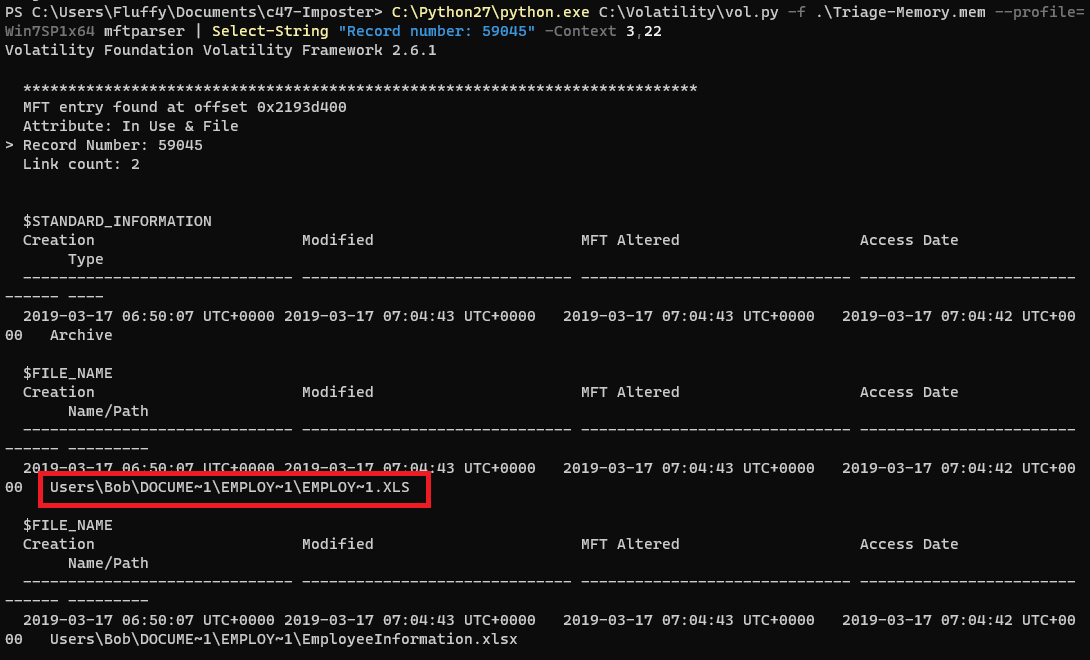 PS C:\Users\Fluffy\Documents\c47-Imposter> C:\Python27\python.exe C:\Volatility\vol.py -f .\Triage-Memory.mem --profile=
Win7SP1x64 mftparser | Select-String "Record number: 59045" -Context 3,22
Volatility Foundation Volatility Framework 2.6.1
***************************************************************************
MFT entry found at offset 0x2193d400
Attribute: In Use & File
> Record Number: 59045
Link count: 2
$STANDARD_INFORMATION
Creation                       Modified                       MFT Altered                    Access Date
     Type
------------------------------ ------------------------------ ------------------------------ ------------------------
------ ----
2019-03-17 06:50:07 UTC+0000 2019-03-17 07:04:43 UTC+0000   2019-03-17 07:04:43 UTC+0000   2019-03-17 07:04:42 UTC+00
00   Archive
$FILE_NAME
Creation                       Modified                       MFT Altered                    Access Date
     Name/Path
------------------------------ ------------------------------ ------------------------------ ------------------------
------ ---------
2019-03-17 06:50:07 UTC+0000 2019-03-17 07:04:43 UTC+0000   2019-03-17 07:04:43 UTC+0000   2019-03-17 07:04:42 UTC+00
00   Users\Bob\DOCUME~1\EMPLOY~1\EMPLOY~1.XLS
$FILE_NAME
Creation                       Modified                       MFT Altered                    Access Date
     Name/Path
------------------------------ ------------------------------ ------------------------------ ------------------------
------ ---------
2019-03-17 06:50:07 UTC+0000 2019-03-17 07:04:43 UTC+0000   2019-03-17 07:04:43 UTC+0000   2019-03-17 07:04:42 UTC+00
00   Users\Bob\DOCUME~1\EMPLOY~1\EmployeeInformation.xlsx